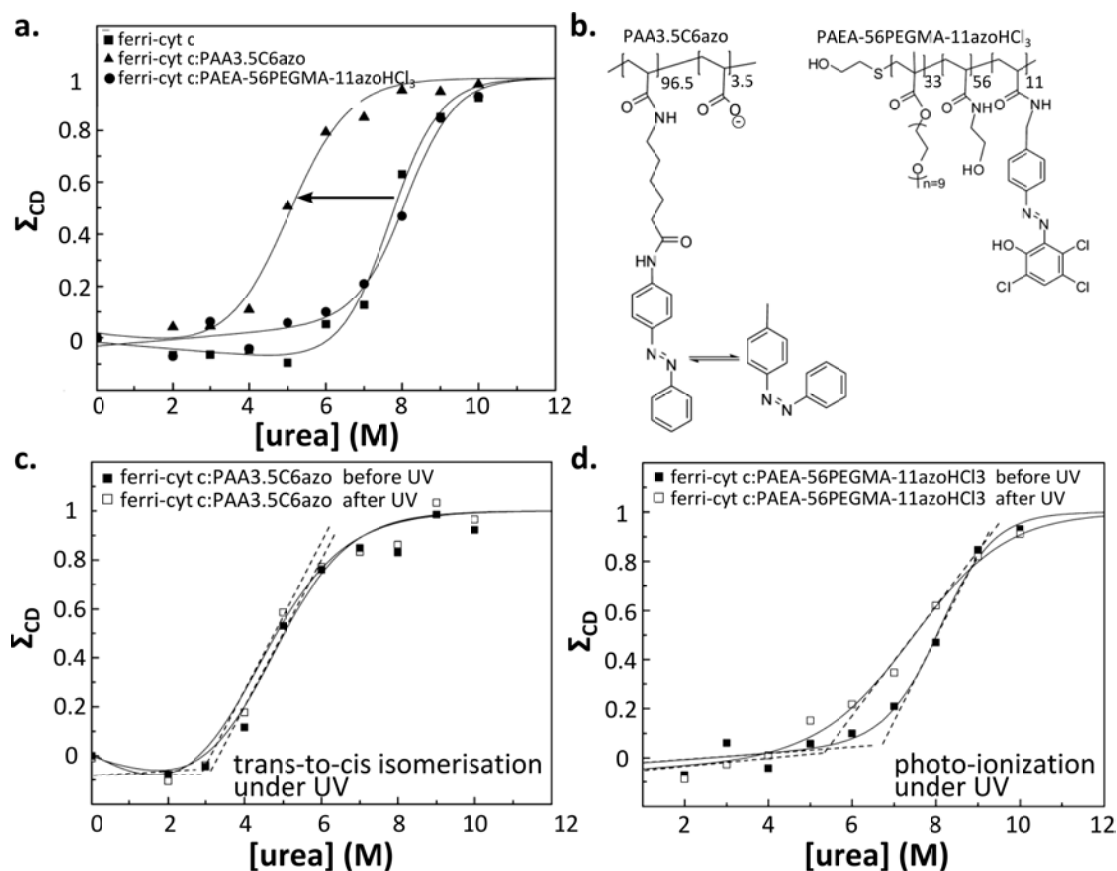 a.
ferri-cyt c
ferri-cyt c:PAA3.5C6azo
ferri-cyt c:PAEA-56PEGMA-11azoHCl3
1
0.8
0.6
0.4
0.2
0
ΣCD
0 2 4 6 8 10 12
[urea] (M)
b.
PAA3.5C6azo
PAEA-56PEGMA-11azoHCl3
96.5
3.5
O
NH
O
O
⊖
O
HN
N
N
N
N
HO
S
33
56
11
O
O
O
n=9
O
NH
HO
O
NH
N
N
HO
Cl
Cl
Cl
c.
ferri-cyt c:PAA3.5C6azo before UV
ferri-cyt c:PAA3.5C6azo after UV
1
0.8
0.6
0.4
0.2
0
ΣCD
trans-to-cis isomerisation
under UV
0 2 4 6 8 10 12
[urea] (M)
d.
ferri-cyt c:PAEA-56PEGMA-11azoHCl3 before UV
ferri-cyt c:PAEA-56PEGMA-11azoHCl3 after UV
1
0.8
0.6
0.4
0.2
0
ΣCD
photo-ionization
under UV
2 4 6 8 10 12
[urea] (M)